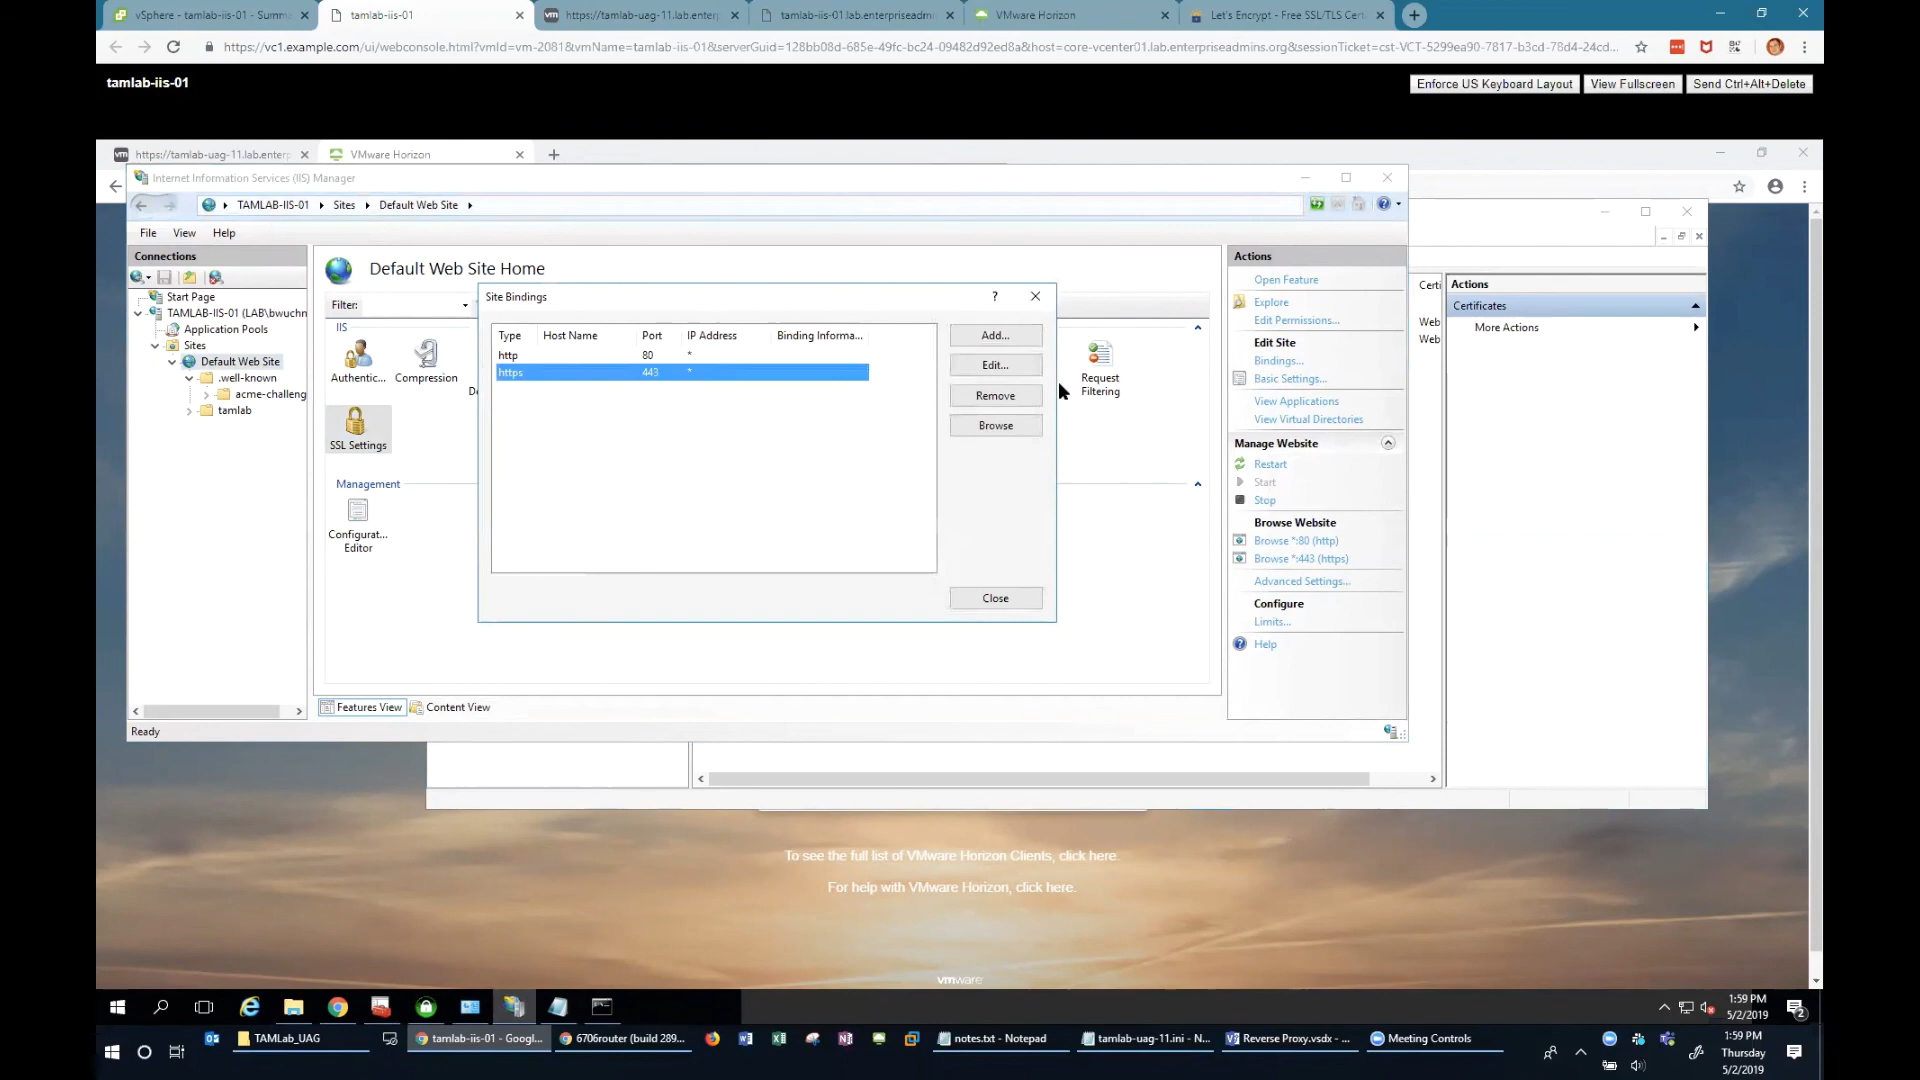 vSphere - tamlab-iis-01 - Summa
tamlab-iis-01
https://tamlab-uag-11.lab.enterp
tamlab-iis-01.lab.enterpriseadmin
VMware Horizon
Let's Encrypt - Free SSL/TLS Cert
https://vc1.example.com/ui/webconsole.html?vmId=vm-2081&vmName=tamlab-iis-01&serverGuid=128bb08d-685e-49fc-bc24-09482d92ed8a&host=core-vcenter01.lab.enterpriseadmins.org&sessionTicket=cst-VCT-5299ea90-7817-b3cd-78d4-24cd...
tamlab-iis-01
Enforce US Keyboard Layout
View Fullscreen
Send Ctrl+Alt+Delete
https://tamlab-uag-11.lab.enterp
VMware Horizon
Internet Information Services (IIS) Manager
TAMLAB-IIS-01
Sites
Default Web Site
File
View
Help
Connections
Start Page
TAMLAB-IIS-01 (LAB\bwuchn
Application Pools
Sites
Default Web Site
.well-known
acme-challeng
tamlab
Default Web Site Home
Filter:
IIS
Authentic...
Compression
SSL Settings
Request
Filtering
Management
Configurat...
Editor
Site Bindings
?
Type
Host Name
Port
IP Address
Binding Informa...
http
80
*
https
443
*
Add...
Edit...
Remove
Browse
Close
Features View
Content View
Ready
Actions
Open Feature
Explore
Edit Permissions...
Edit Site
Bindings...
Basic Settings...
View Applications
View Virtual Directories
Manage Website
Restart
Start
Stop
Browse Website
Browse *:80 (http)
Browse *:443 (https)
Advanced Settings...
Configure
Limits...
Help
Certi
Web
Web
Actions
Certificates
More Actions
To see the full list of VMware Horizon Clients, click here.
For help with VMware Horizon, click here.
vmware
1:59 PM
5/2/2019
2
TAMLab_UAG
tamlab-iis-01 - Googl...
6706router (build 289...
notes.txt - Notepad
tamlab-uag-11.ini - N...
Reverse Proxy.vsdx - ...
Meeting Controls
1:59 PM
Thursday
5/2/2019